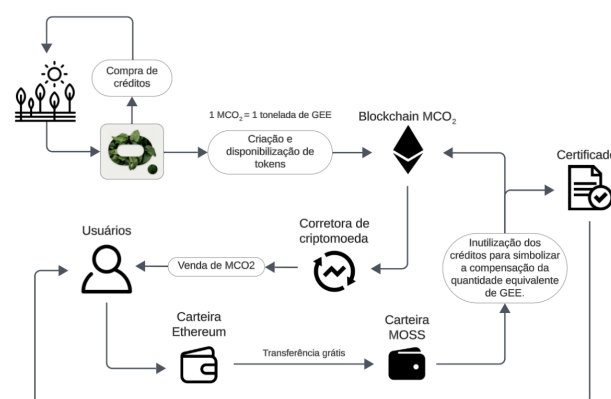 Compra de
créditos
1 MCO₂ = 1 tonelada de GEE
Criação e
disponibilização de
tokens
Blockchain MCO₂
Certificado
Usuários
Venda de MCO2
Corretora de
criptomoeda
Inutilização dos
créditos para simbolizar
a compensação da
quantidade equivalente
de GEE.
Carteira
Ethereum
Transferência grátis
Carteira
MOSS